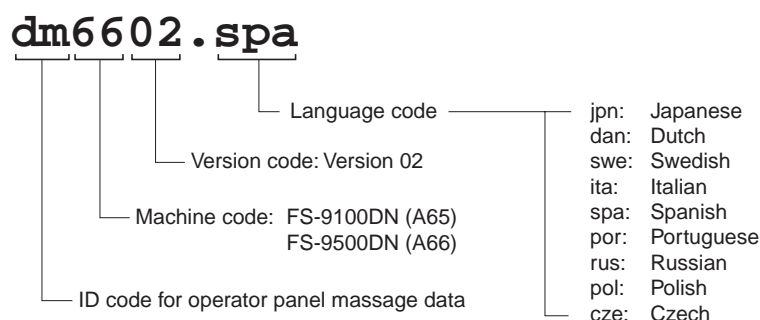 dm6602.spa
Language code
jpn: Japanese
dan: Dutch
swe: Swedish
ita: Italian
spa: Spanish
por: Portuguese
rus: Russian
pol: Polish
cze: Czech
Version code: Version 02
Machine code: FS-9100DN (A65)
FS-9500DN (A66)
ID code for operator panel massage data